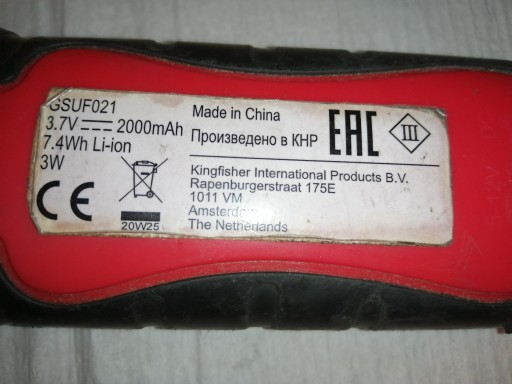 GSUF021
3.7V 2000mAh
7.4Wh Li-ion
3W
CE
20W25
Made in China
Произведено в КНР
EAC
III
Kingfisher International Products B.V.
Rapenburgerstraat 175E
1011 VM
Amsterdam
The Netherlands